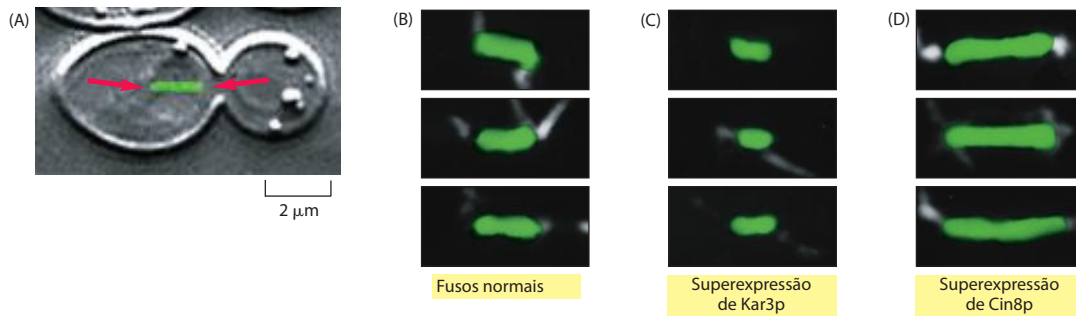 (A)
2 μm
(B)
Fusos normais
(C)
Superexpressão
de Kar3p
(D)
Superexpressão
de Cin8p